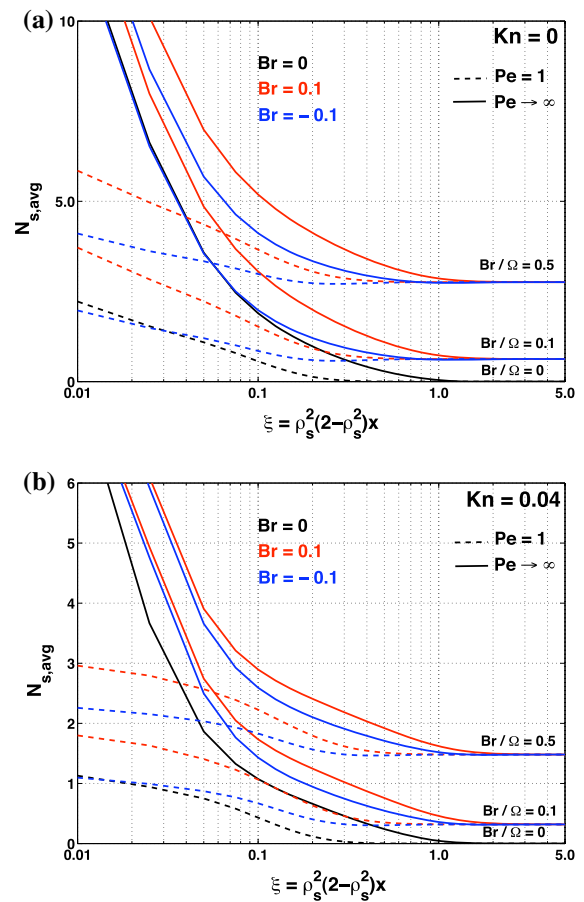 (a)
10
Kn = 0
Br = 0
Br = 0.1
Br = − 0.1
Pe = 1
Pe → ∞
N_s,avg
5.0
Br / Ω = 0.5
Br / Ω = 0.1
Br / Ω = 0
0
0.01 0.1 1.0 5.0
ξ = ρ_s^2(2−ρ_s^2)x
(b)
6
Kn = 0.04
Br = 0
Br = 0.1
Br = − 0.1
Pe = 1
Pe → ∞
5
4
N_s,avg
3
2
Br / Ω = 0.5
1
Br / Ω = 0.1
Br / Ω = 0
0
0.01 0.1 1.0 5.0
ξ = ρ_s^2(2−ρ_s^2)x